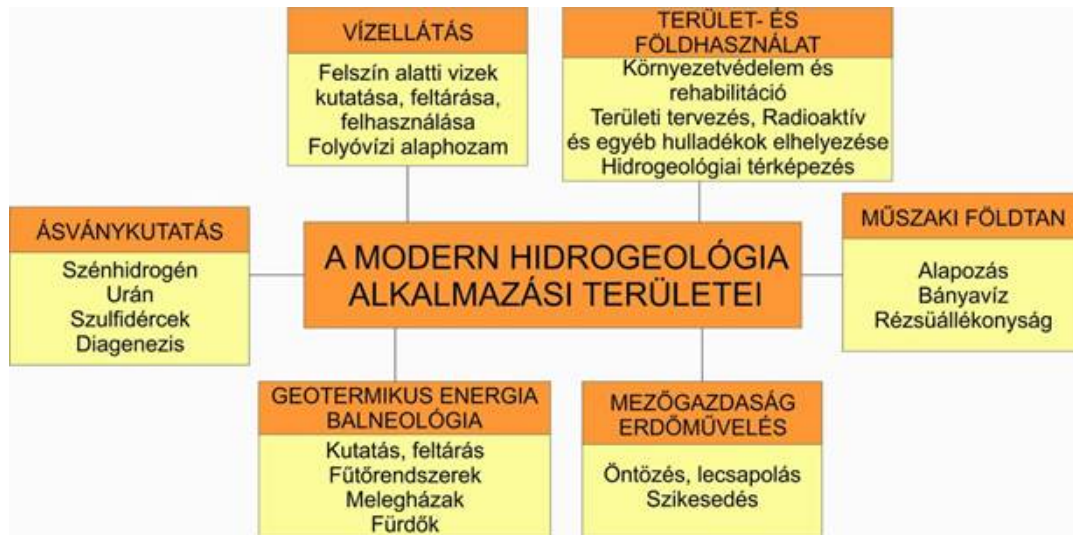 VÍZELLÁTÁS
Felszín alatti vizek
kutatása, feltárása,
felhasználása
Folyóvízi alaphozam
TERÜLET- ÉS
FÖLDHASZNÁLAT
Környezetvédelem és
rehabilitáció
Területi tervezés, Radioaktív
és egyéb hulladékok elhelyezése
Hidrogeológiai térképezés
ÁSVÁNYKUTATÁS
Szénhidrogén
Urán
Szulfidércek
Diagenezis
A MODERN HIDROGEOLÓGIA
ALKALMAZÁSI TERÜLETEI
MŰSZAKI FÖLDTAN
Alapozás
Bányavíz
Rézsüállékonyság
GEOTERMIKUS ENERGIA
BALNEOLÓGIA
Kutatás, feltárás
Fűtőrendszerek
Melegházak
Fürdők
MEZŐGAZDASÁG
ERDŐMŰVELÉS
Öntözés, lecsapolás
Szikesedés